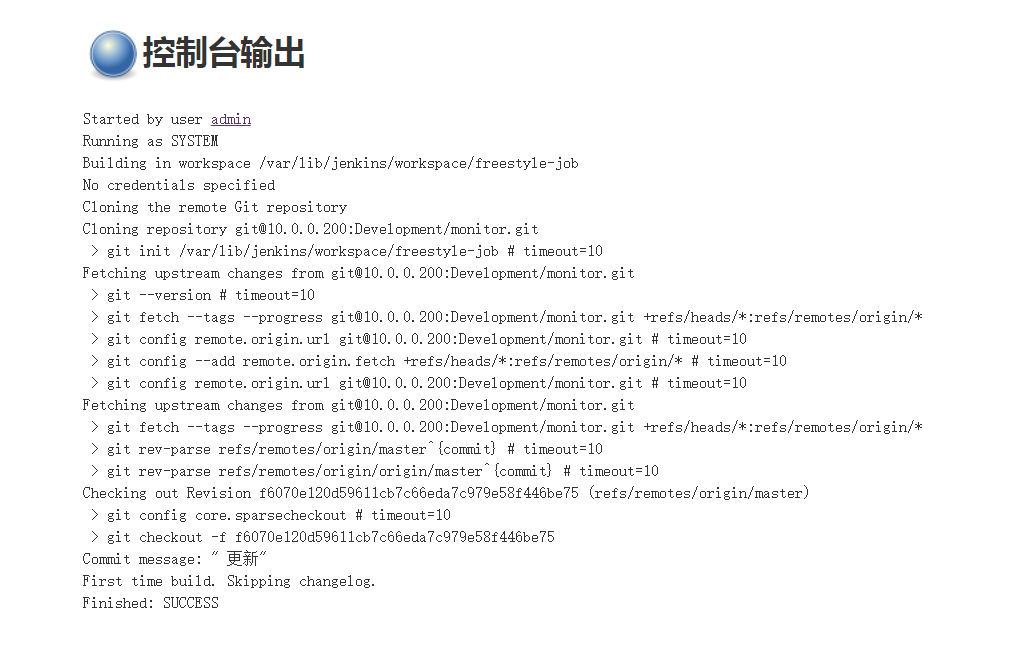 控制台输出
Started by user admin
Running as SYSTEM
Building in workspace /var/lib/jenkins/workspace/freestyle-job
No credentials specified
Cloning the remote Git repository
Cloning repository git@10.0.0.200:Development/monitor.git
 > git init /var/lib/jenkins/workspace/freestyle-job # timeout=10
Fetching upstream changes from git@10.0.0.200:Development/monitor.git
 > git --version # timeout=10
 > git fetch --tags --progress git@10.0.0.200:Development/monitor.git +refs/heads/*:refs/remotes/origin/*
 > git config remote.origin.url git@10.0.0.200:Development/monitor.git # timeout=10
 > git config --add remote.origin.fetch +refs/heads/*:refs/remotes/origin/* # timeout=10
 > git config remote.origin.url git@10.0.0.200:Development/monitor.git # timeout=10
Fetching upstream changes from git@10.0.0.200:Development/monitor.git
 > git fetch --tags --progress git@10.0.0.200:Development/monitor.git +refs/heads/*:refs/remotes/origin/*
 > git rev-parse refs/remotes/origin/master^{commit} # timeout=10
 > git rev-parse refs/remotes/origin/origin/master^{commit} # timeout=10
Checking out Revision f6070e120d59611cb7c66eda7c979e58f446be75 (refs/remotes/origin/master)
 > git config core.sparsecheckout # timeout=10
 > git checkout -f f6070e120d59611cb7c66eda7c979e58f446be75
Commit message: " 更新"
First time build. Skipping changelog.
Finished: SUCCESS